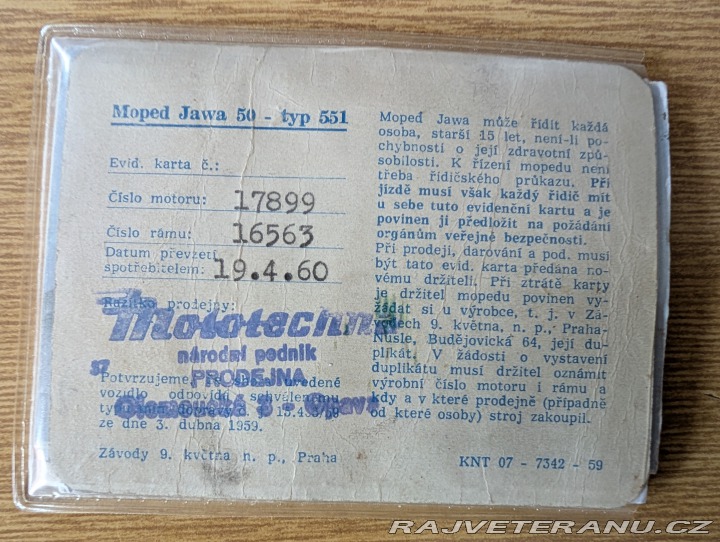 Moped Jawa 50 - typ 551
Evid. karta č.:
Číslo motoru: 17899
Číslo rámu: 16563
Datum převzetí
spotřebitelem: 19.4.60
Razítko prodejny:
Mototechna
národní podnik
PRODEJNA
37
Potvrzujeme, že uvedené
vozidlo odpovídá schválenému
typu
ze dne 3. dubna 1959.
Závody 9. května n. p., Praha
Moped Jawa může řídit každá
osoba, starší 15 let, není-li po-
chybnosti o její zdravotní způ-
sobilosti. K řízení mopedu není
třeba řidičského průkazu. Při
jízdě musí však každý řidič mít
u sebe tuto evidenční kartu a je
povinen ji předložit na požádání
orgánům veřejné bezpečnosti.
Při prodeji, darování a pod. musí
být tato evid. karta předána no-
vému držiteli. Při ztrátě karty
je držitel mopedu povinen vy-
žádat si u výrobce, t. j. v Zá-
vodech 9. května, n. p., Praha-
Nusle, Budějovická 64, její du-
plikát. V žádosti o vystavení
duplikátu musí držitel oznámit
výrobní číslo motoru i rámu a
kdy a v které prodejně (případně
od které osoby) stroj zakoupil.
KNT 07 - 7342 - 59
RAJVETERANU.CZ